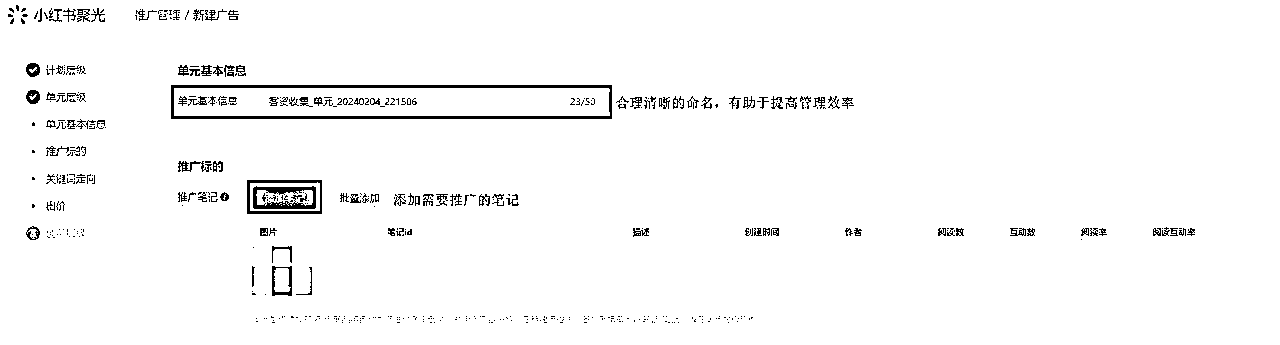 小红书聚光 推广管理 / 新建广告
计划层级
单元层级
单元基本信息
推广标的
关键词定向
出价
单元基本信息
单元基本信息 客资收集_单元_20240204_221506 23/50 合理清晰的命名，有助于提高管理效率
推广标的
推广笔记 添加笔记 批量添加 添加需要推广的笔记
图片 笔记id 描述 创建时间 作者 阅读数 互动数 阅读率 阅读互动率